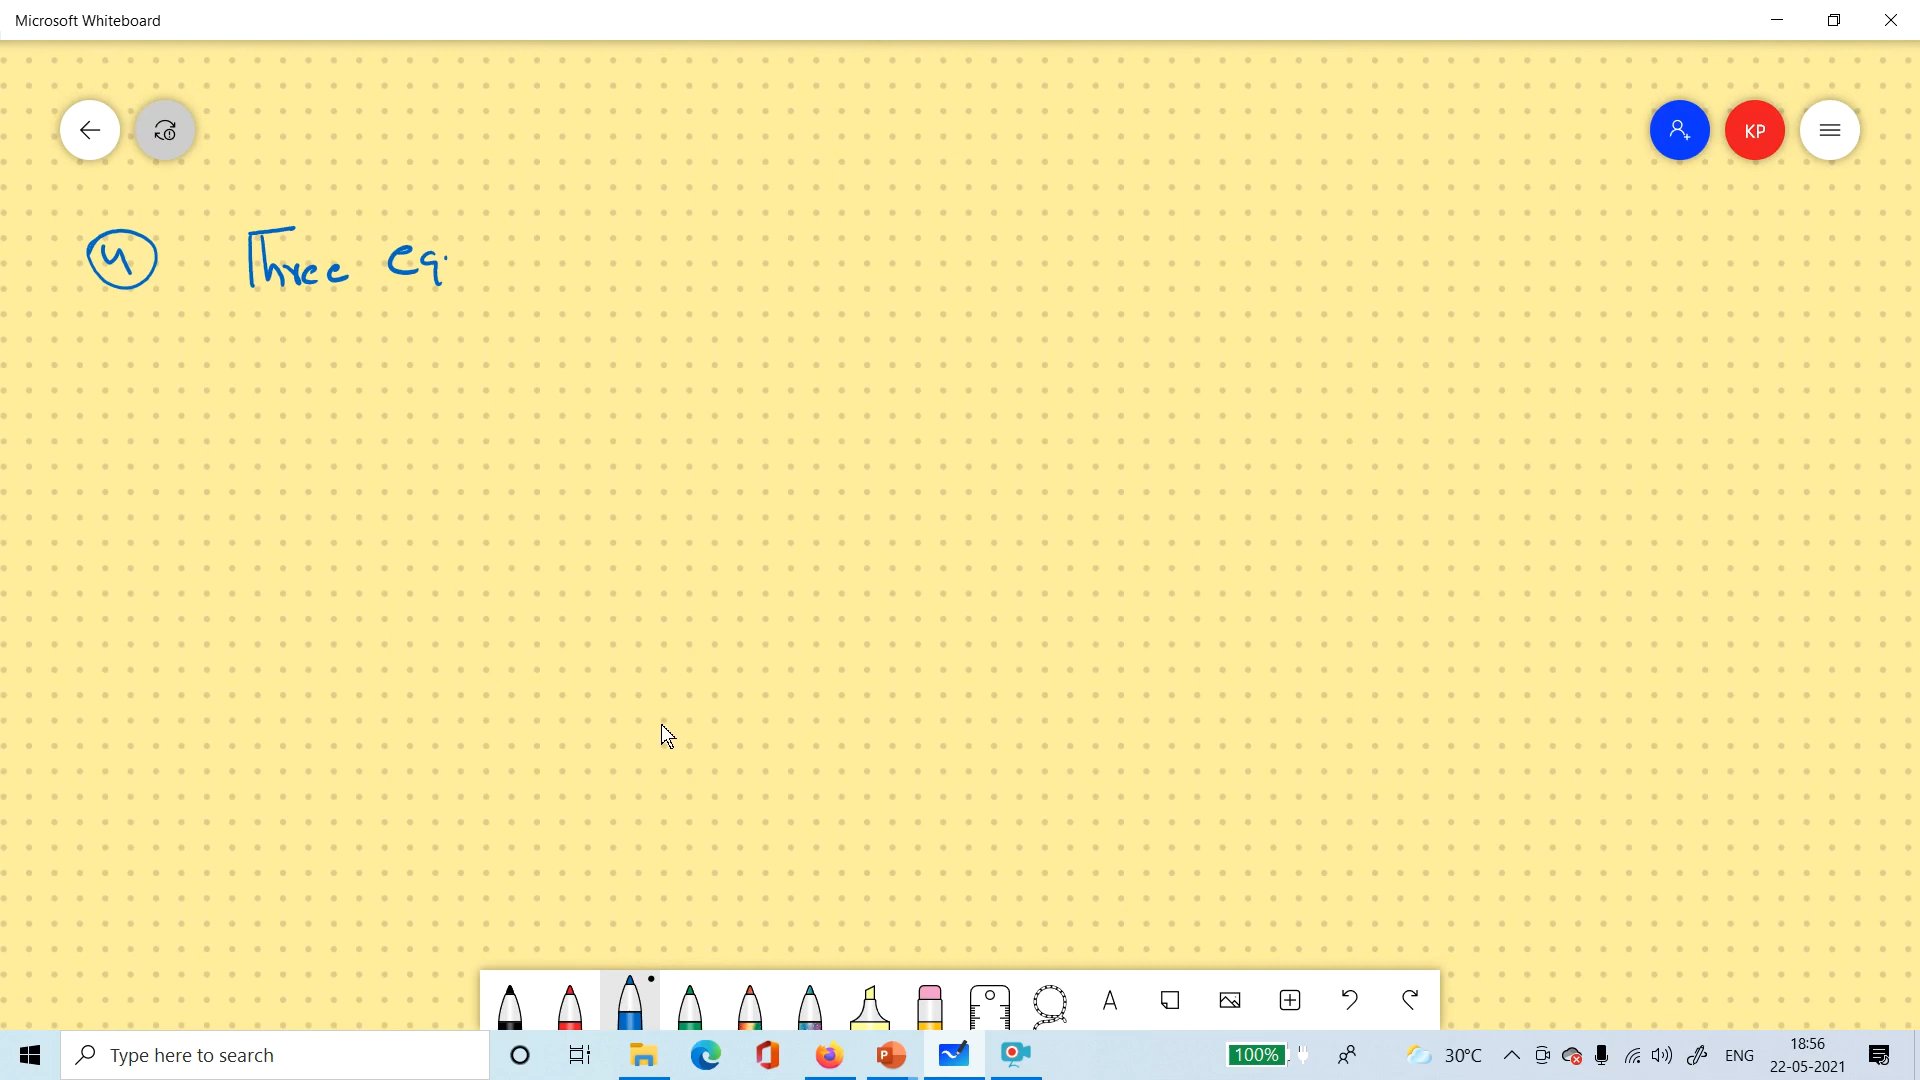 Microsoft Whiteboard
KP
4 Three eq.
A
Type here to search
100%
30°C
ENG
18:56
22-05-2021